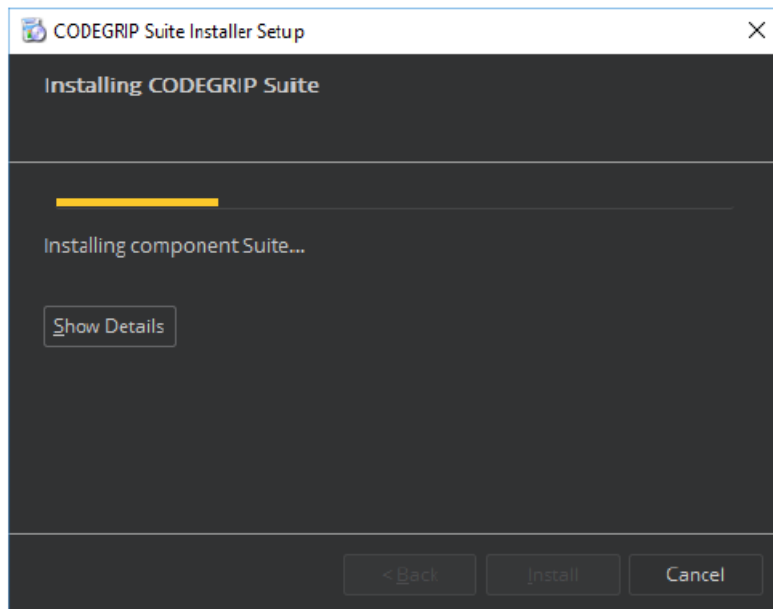 CODEGRIP Suite Installer Setup
Installing CODEGRIP Suite
Installing component Suite...
Show Details
< Back
Install
Cancel